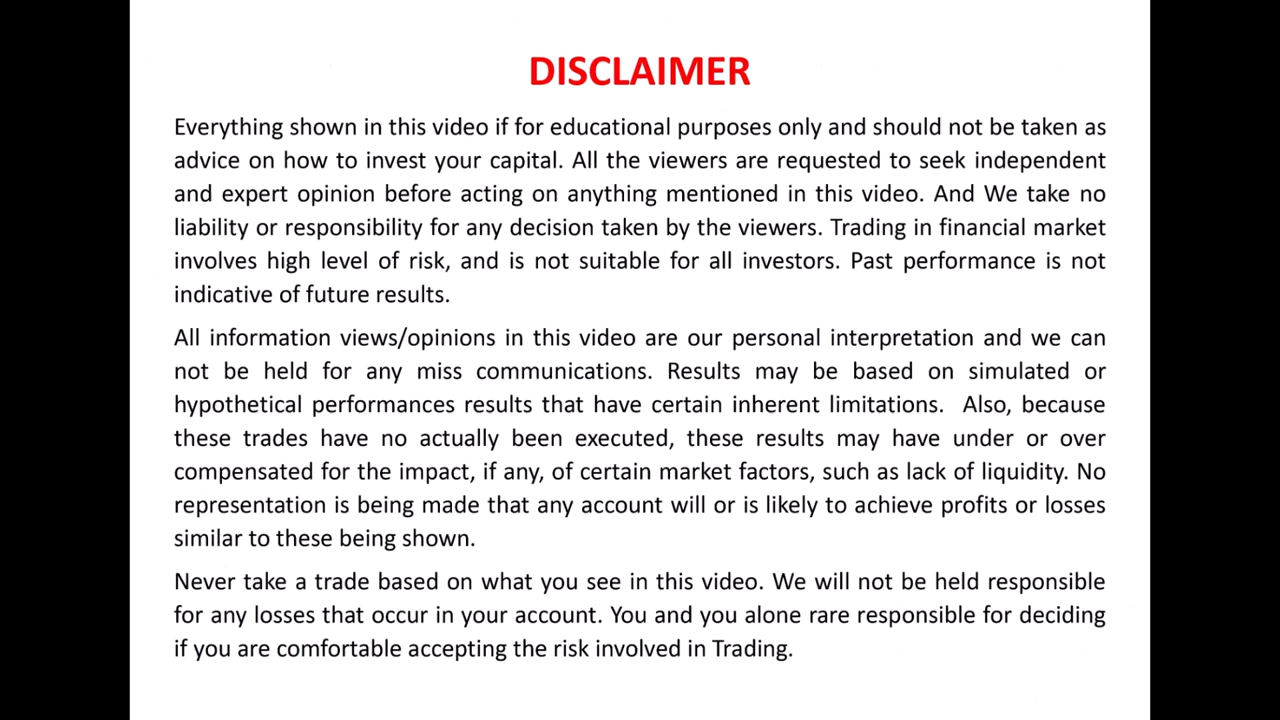 DISCLAIMER
Everything shown in this video if for educational purposes only and should not be taken as
advice on how to invest your capital. All the viewers are requested to seek independent
and expert opinion before acting on anything mentioned in this video. And We take no
liability or responsibility for any decision taken by the viewers. Trading in financial market
involves high level of risk, and is not suitable for all investors. Past performance is not
indicative of future results.
All information views/opinions in this video are our personal interpretation and we can
not be held for any miss communications. Results may be based on simulated or
hypothetical performances results that have certain inherent limitations. Also, because
these trades have no actually been executed, these results may have under or over
compensated for the impact, if any, of certain market factors, such as lack of liquidity. No
representation is being made that any account will or is likely to achieve profits or losses
similar to these being shown.
Never take a trade based on what you see in this video. We will not be held responsible
for any losses that occur in your account. You and you alone rare responsible for deciding
if you are comfortable accepting the risk involved in Trading.